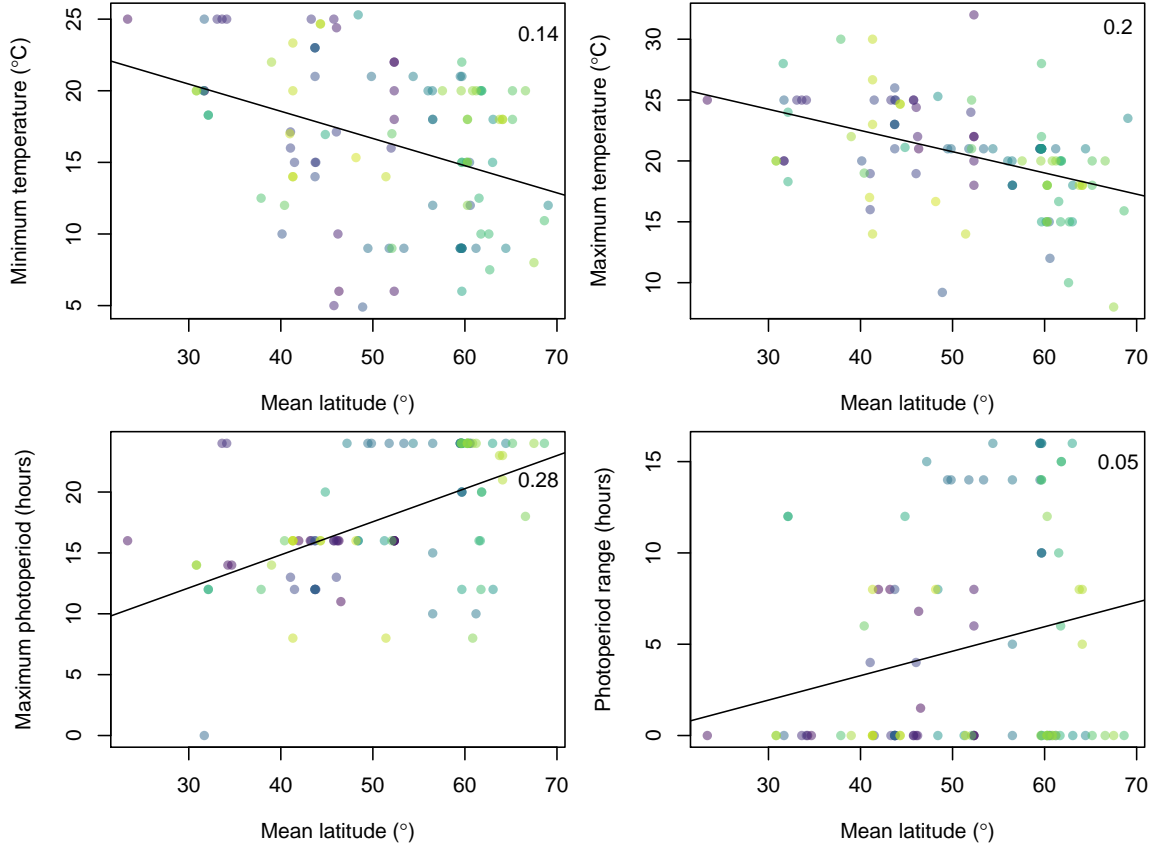 Minimum temperature (°C)
25
20
15
10
5
0.14
30 40 50 60 70
Mean latitude (°)
Maximum temperature (°C)
30
25
20
15
10
0.2
30 40 50 60 70
Mean latitude (°)
Maximum photoperiod (hours)
20
15
10
5
0
0.28
30 40 50 60 70
Mean latitude (°)
Photoperiod range (hours)
15
10
5
0
0.05
30 40 50 60 70
Mean latitude (°)